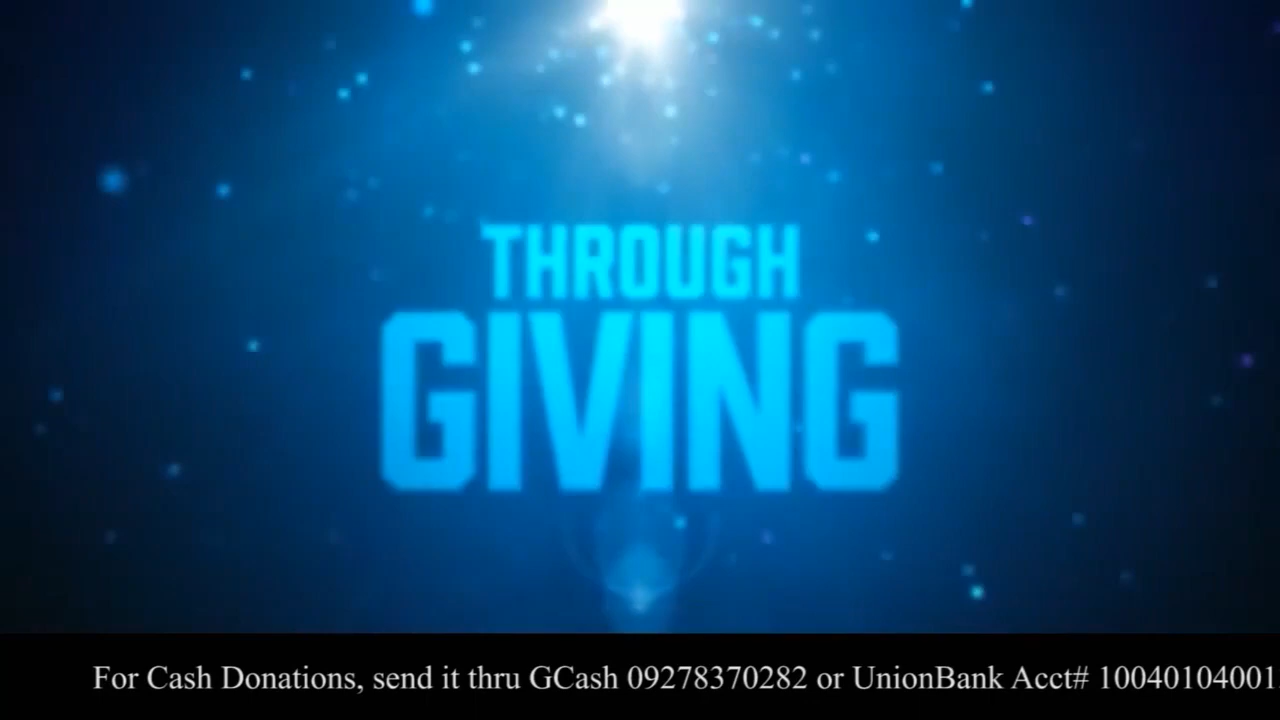 THROUGH
GIVING
For Cash Donations, send it thru GCash 09278370282 or UnionBank Acct# 10040104001